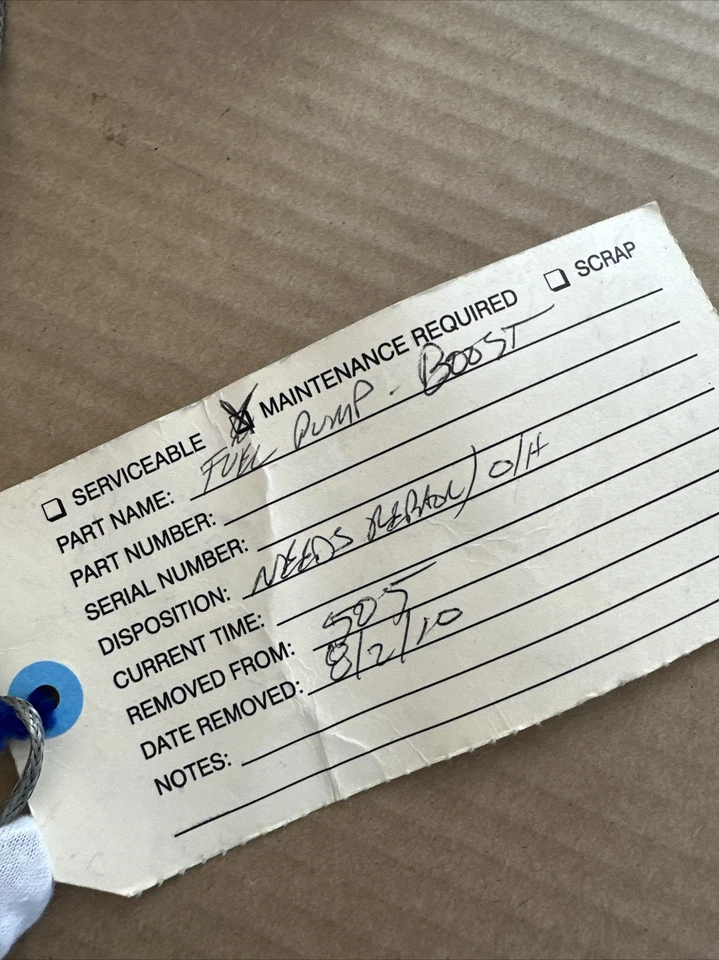 ☐ SERVICEABLE ☒ MAINTENANCE REQUIRED ☐ SCRAP
PART NAME: FUEL PUMP - BOOST
PART NUMBER:
SERIAL NUMBER:
DISPOSITION: NEEDS REPAIR/O/H
CURRENT TIME:
REMOVED FROM: 505
DATE REMOVED: 8/2/10
NOTES: